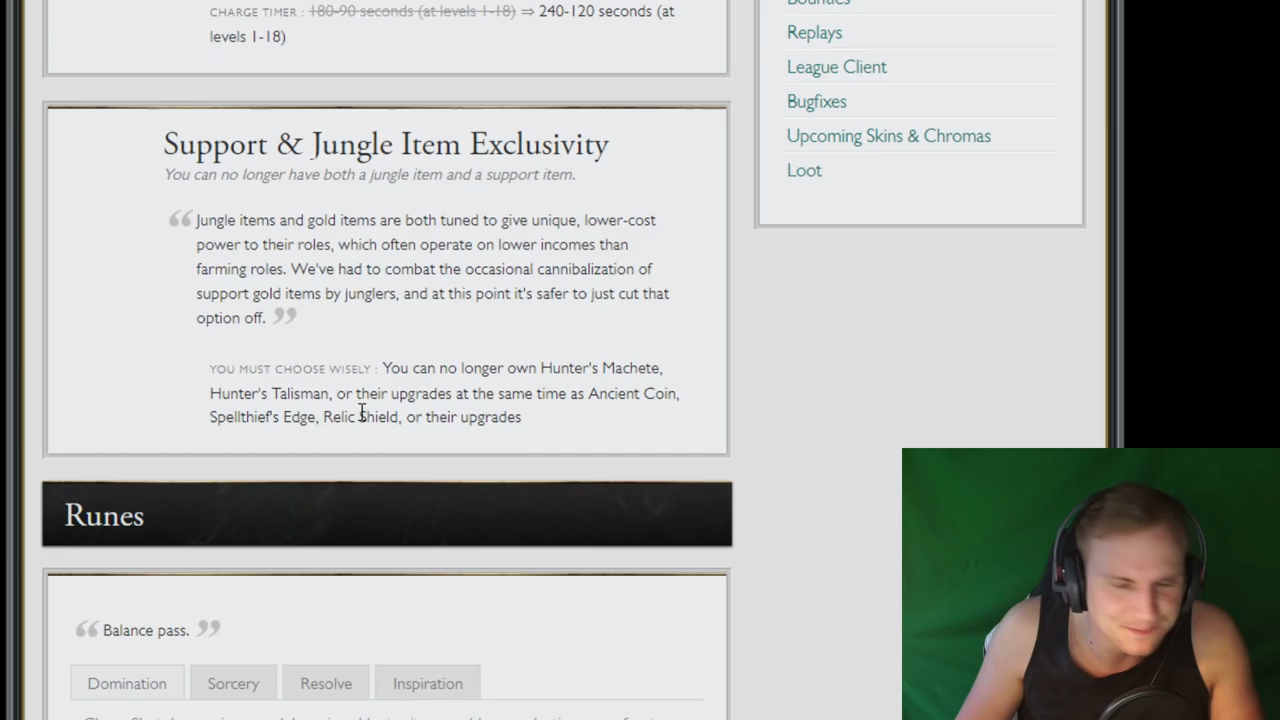 CHARGE TIMER : 180-90 seconds (at levels 1-18) ⇒ 240-120 seconds (at
levels 1-18)
Support & Jungle Item Exclusivity
You can no longer have both a jungle item and a support item.
“ Jungle items and gold items are both tuned to give unique, lower-cost
power to their roles, which often operate on lower incomes than
farming roles. We've had to combat the occasional cannibalization of
support gold items by junglers, and at this point it's safer to just cut that
option off. ”
YOU MUST CHOOSE WISELY : You can no longer own Hunter's Machete,
Hunter's Talisman, or their upgrades at the same time as Ancient Coin,
Spellthief's Edge, Relic Shield, or their upgrades
Runes
“ Balance pass. ”
Domination
Sorcery
Resolve
Inspiration
Bounties
Replays
League Client
Bugfixes
Upcoming Skins & Chromas
Loot